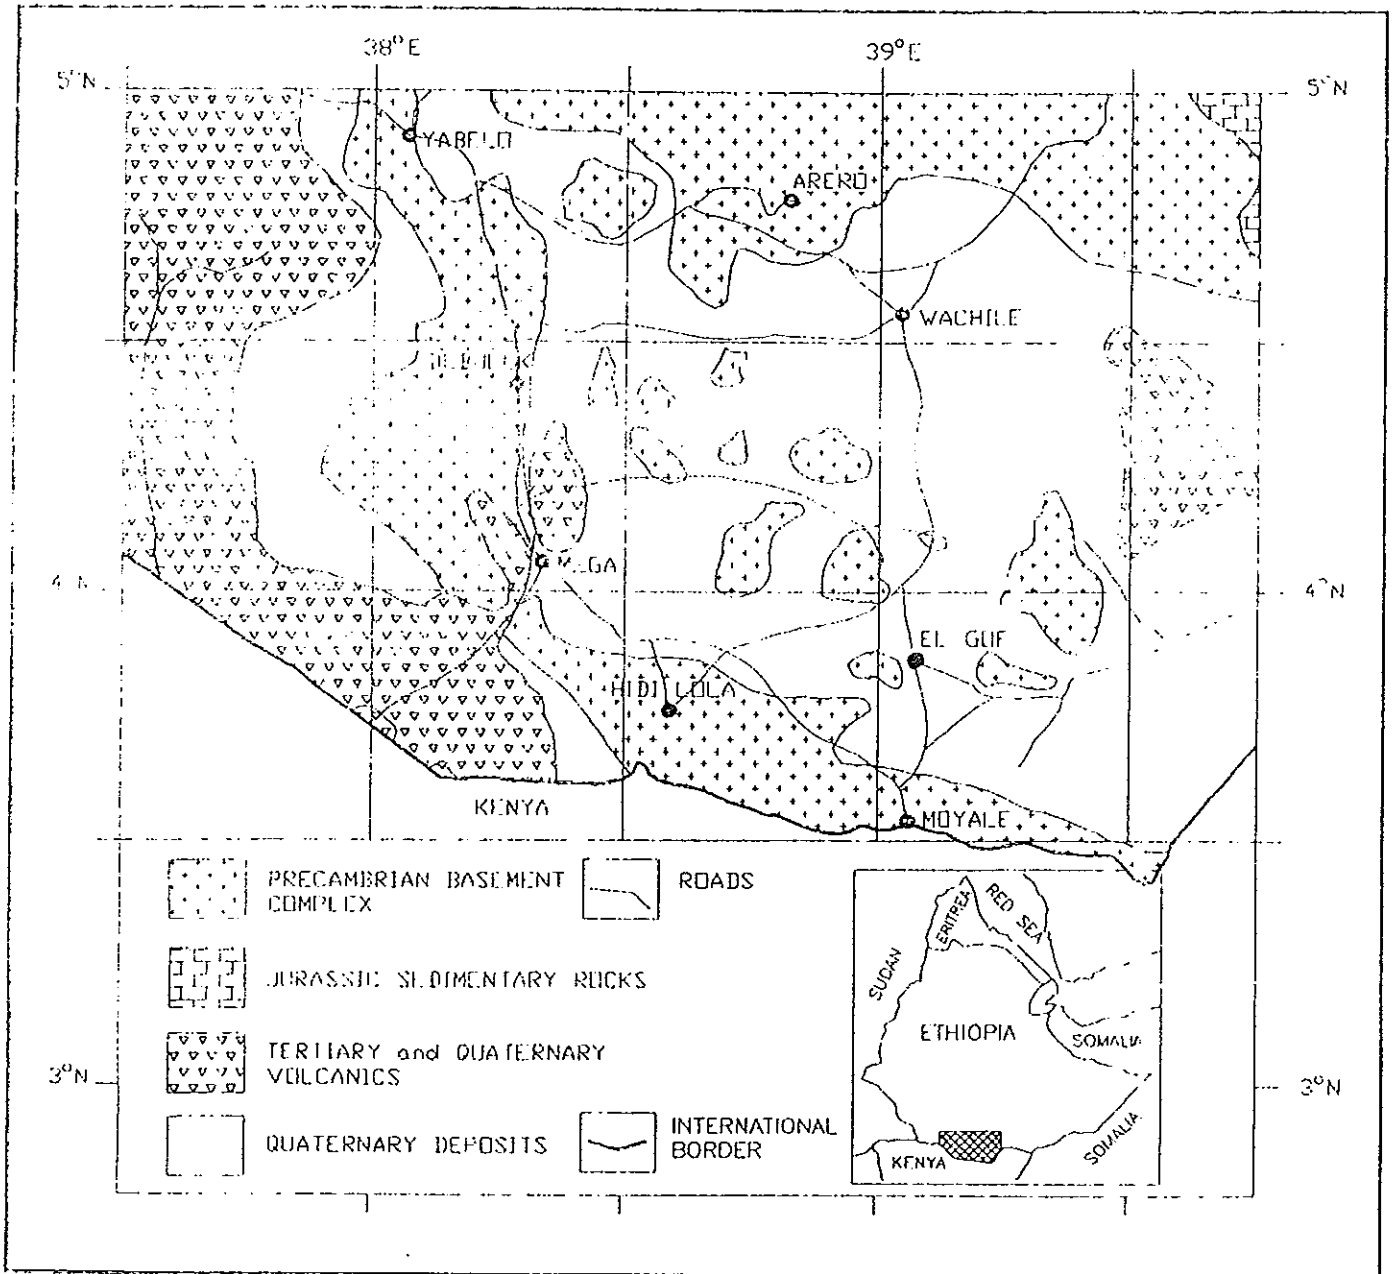 38°E
39°E
5°N
5°N
YABELO
ARERO
WACHILE
MEGA
4°N
4°N
EL GOF
HIDI LOLA
KENYA
MOYALE
PRECAMBRIAN BASEMENT
COMPLEX
ROADS
JURASSIC SEDIMENTARY ROCKS
TERTIARY and QUATERNARY
VOLCANICS
3°N
3°N
QUATERNARY DEPOSITS
INTERNATIONAL
BORDER
ERITREA
RED SEA
SUDAN
ETHIOPIA
SOMALIA
SOMALIA
KENYA